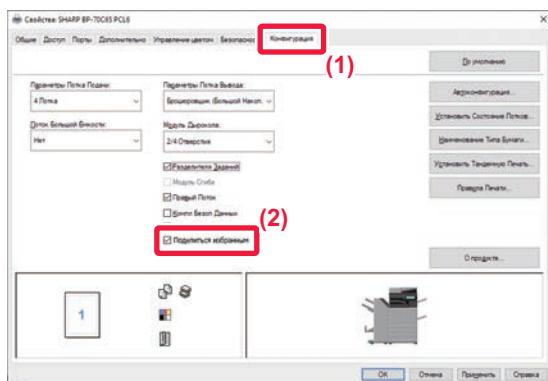 Свойства: SHARP BP-70C65 PCL6
Общие Доступ Порты Дополнительно Управление цветом Безопасность Конфигурация
(1)
По умолчанию
Параметры Лотка Подачи:
Параметры Лотка Вывода:
4 Лотка
Брошюровщик (Большой Накоп.
Автоконфигурация...
Установить Состояние Лотков...
Лоток Большой Ёмкости:
Модуль Дырокола:
Нет
2/4 Отверстия
Наименование Типа Бумаги...
Установить Тандемную Печать...
Разделители Заданий
Модуль Сгиба
Правила Печати...
Правый Лоток
Компл Безоп Данных
(2)
Поделиться избранным
О продукте...
1
OK Отмена Применить Справка